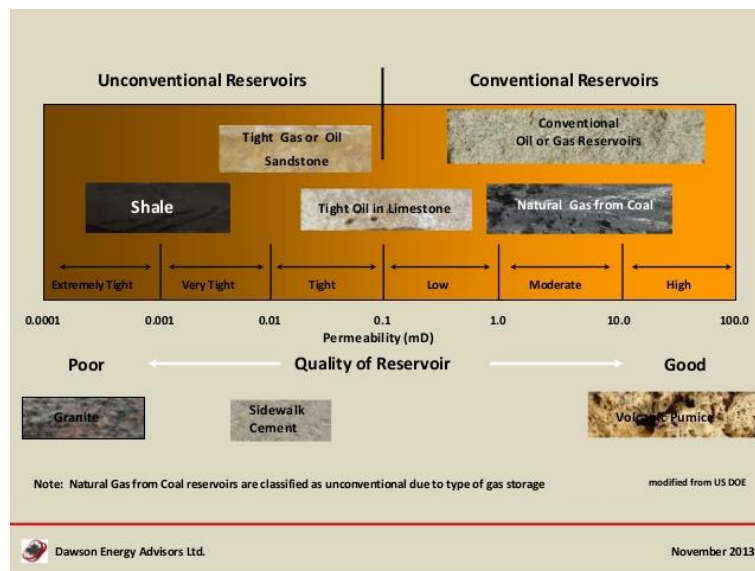 Unconventional Reservoirs
Conventional Reservoirs
Tight Gas or Oil
Sandstone
Conventional
Oil or Gas Reservoirs
Shale
Tight Oil in Limestone
Natural Gas from Coal
Extremely Tight
Very Tight
Tight
Low
Moderate
High
0.0001
0.001
0.01
0.1
1.0
10.0
100.0
Permeability (mD)
Poor
Quality of Reservoir
Good
Granite
Sidewalk
Cement
Volcanic Pumice
Note: Natural Gas from Coal reservoirs are classified as unconventional due to type of gas storage
modified from US DOE
Dawson Energy Advisors Ltd.
November 2013